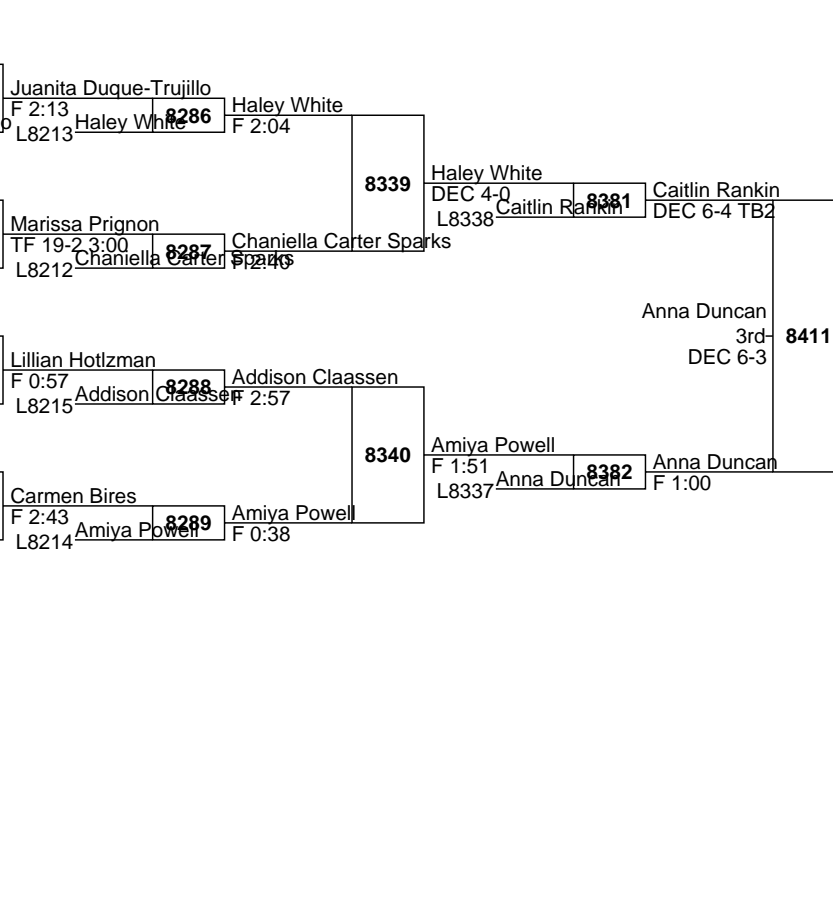 Juanita Duque-Trujillo
F 2:13
o
L8213
Haley White
8286
Haley White
F 2:04
8339
Marissa Prignon
TF 19-2 3:00
L8212
Chaniella Carter Sparks
8287
Chaniella Carter Sparks
F 2:40
Haley White
DEC 4-0
L8338
Caitlin Rankin
8381
Caitlin Rankin
DEC 6-4 TB2
Anna Duncan
3rd
DEC 6-3
8411
Lillian Hotlzman
F 0:57
L8215
Addison Claassen
8288
Addison Claassen
F 2:57
8340
Carmen Bires
F 2:43
L8214
Amiya Powell
8289
Amiya Powell
F 0:38
Amiya Powell
F 1:51
L8337
Anna Duncan
8382
Anna Duncan
F 1:00